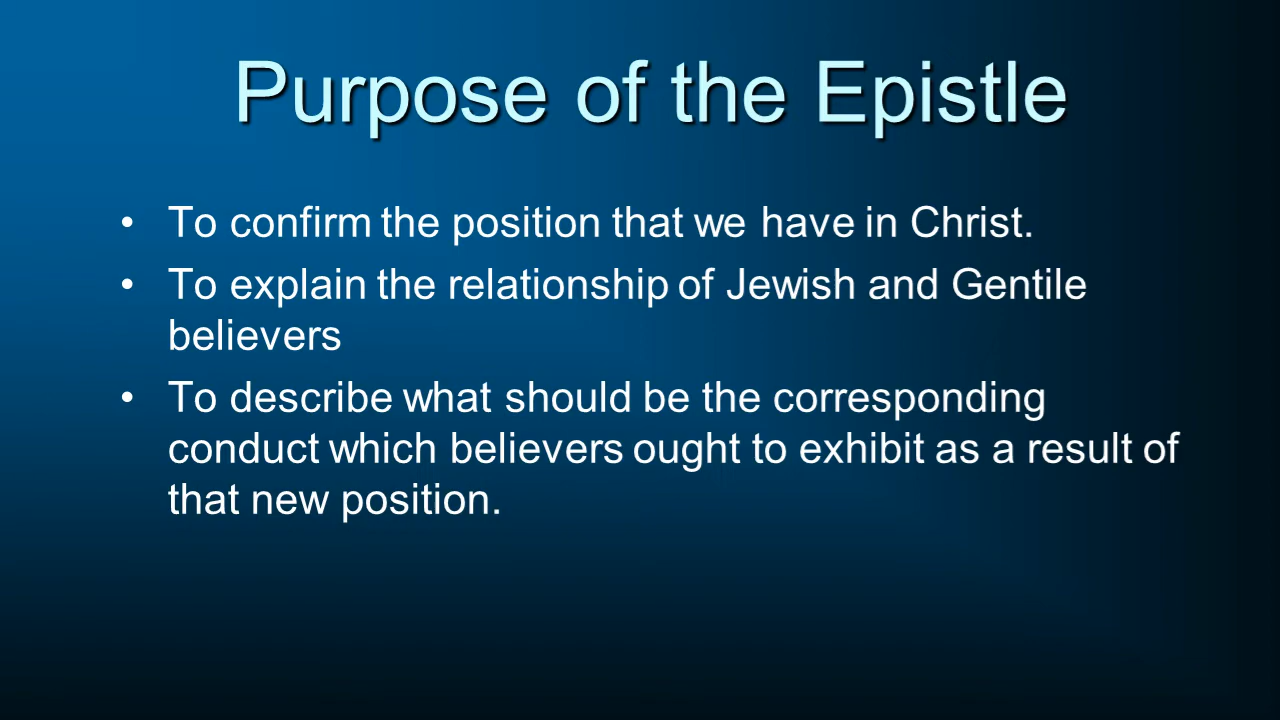 Purpose of the Epistle
• To confirm the position that we have in Christ.
• To explain the relationship of Jewish and Gentile
believers
• To describe what should be the corresponding
conduct which believers ought to exhibit as a result of
that new position.